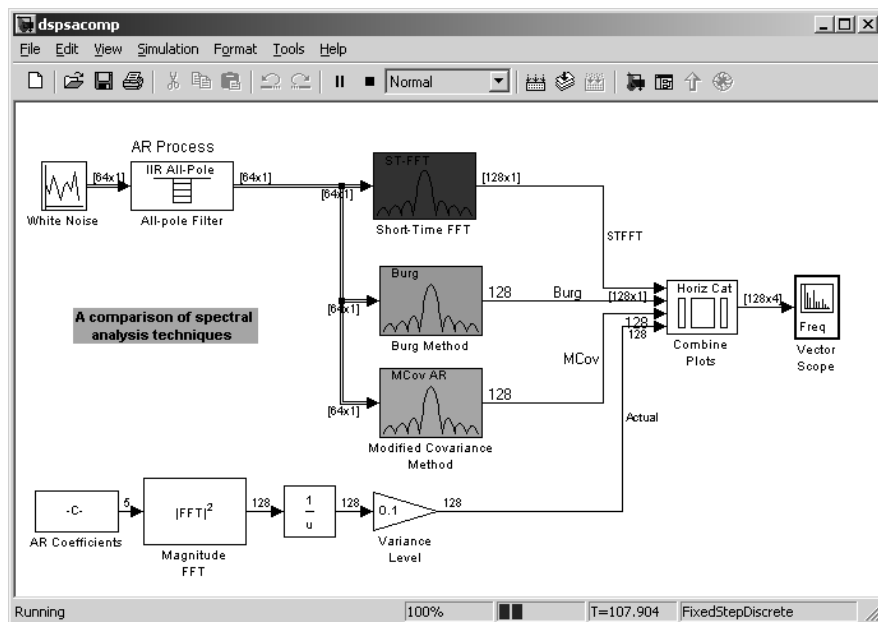 dspsacomp
File Edit View Simulation Format Tools Help
Normal
AR Process
IIR All-Pole
[64x1]
[64x1]
White Noise
All-pole Filter
ST-FFT
[128x1]
[64x1]
Short-Time FFT
STFFT
A comparison of spectral
analysis techniques
Burg
128
Burg
[128x1]
[64x1]
Burg Method
Horiz Cat
[128x4]
128
128
Combine
Plots
Freq
Vector
Scope
MCov AR
128
MCov
[64x1]
Modified Covariance
Method
Actual
-C-
5
AR Coefficients
|FFT|²
128
Magnitude
FFT
1
u
128
0.1
128
Variance
Level
Running
100%
T=107.904
FixedStepDiscrete